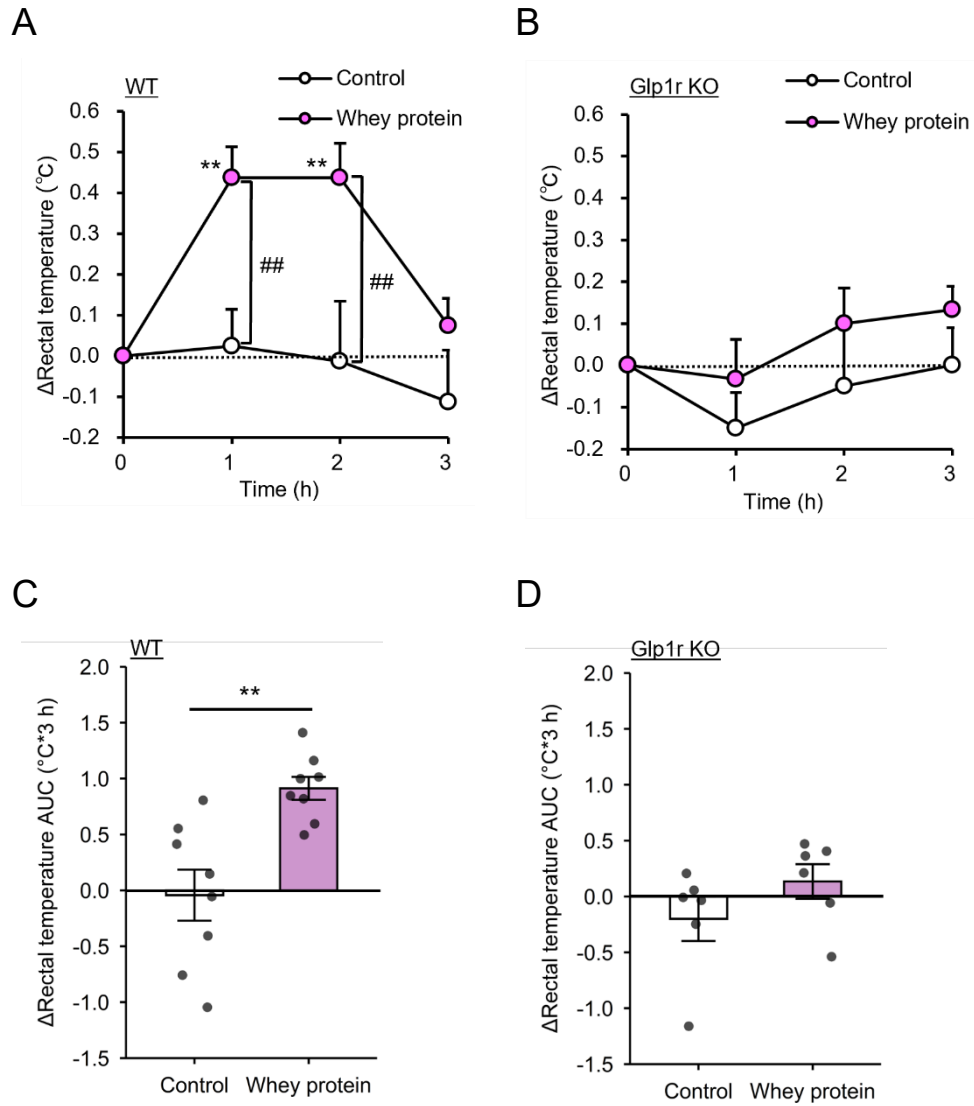 A
WT
Control
Whey protein
ΔRectal temperature (℃)
0.6
0.5
0.4
0.3
0.2
0.1
0.0
-0.1
-0.2
** **
##
##
0 1 2 3
Time (h)
B
Glp1r KO
Control
Whey protein
ΔRectal temperature (℃)
0.6
0.5
0.4
0.3
0.2
0.1
0.0
-0.1
-0.2
0 1 2 3
Time (h)
C
WT
ΔRectal temperature AUC (°C*3 h)
2.0
1.5
1.0
0.5
0.0
-0.5
-1.0
-1.5
**
Control Whey protein
D
Glp1r KO
ΔRectal temperature AUC (°C*3 h)
2.0
1.5
1.0
0.5
0.0
-0.5
-1.0
-1.5
Control Whey protein